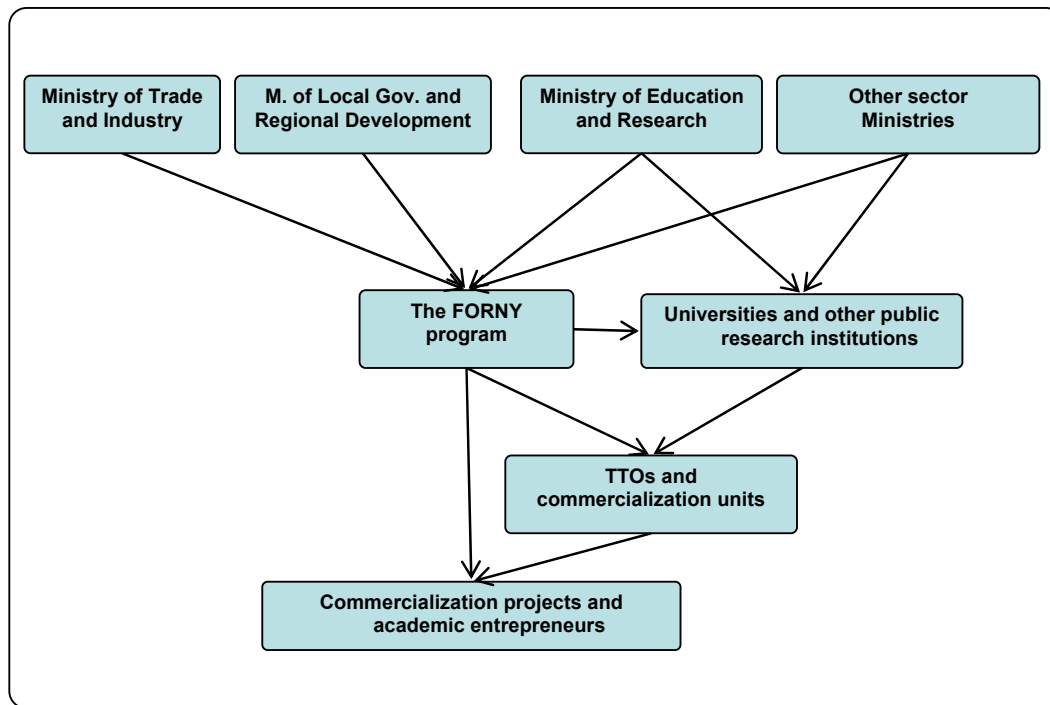 Ministry of Trade
and Industry
M. of Local Gov. and
Regional Development
Ministry of Education
and Research
Other sector
Ministries
The FORNY
program
Universities and other public
research institutions
TTOs and
commercialization units
Commercialization projects and
academic entrepreneurs